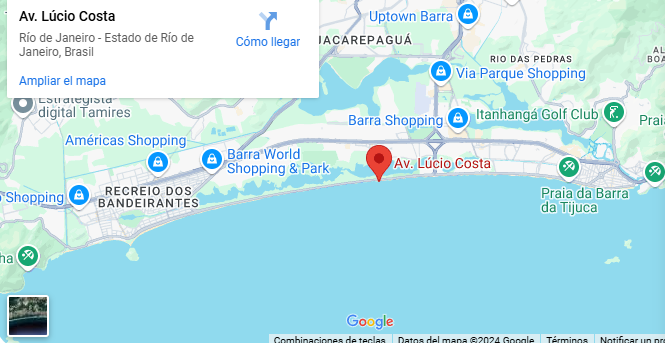 Av. Lúcio Costa
Río de Janeiro - Estado de Río de
Janeiro, Brasil
Cómo llegar
Ampliar el mapa
Uptown Barra
JACAREPAGUÁ
RIO DAS PEDRAS
Via Parque Shopping
Estrategista
digital Tamires
Barra Shopping
Itanhangá Golf Club
Praia
Américas Shopping
Barra World
Shopping & Park
Av. Lúcio Costa
RECREIO DOS
BANDEIRANTES
Shopping
Praia da Barra
da Tijuca
Google
Combinaciones de teclas
Datos del mapa ©2024 Google
Términos
Notificar un